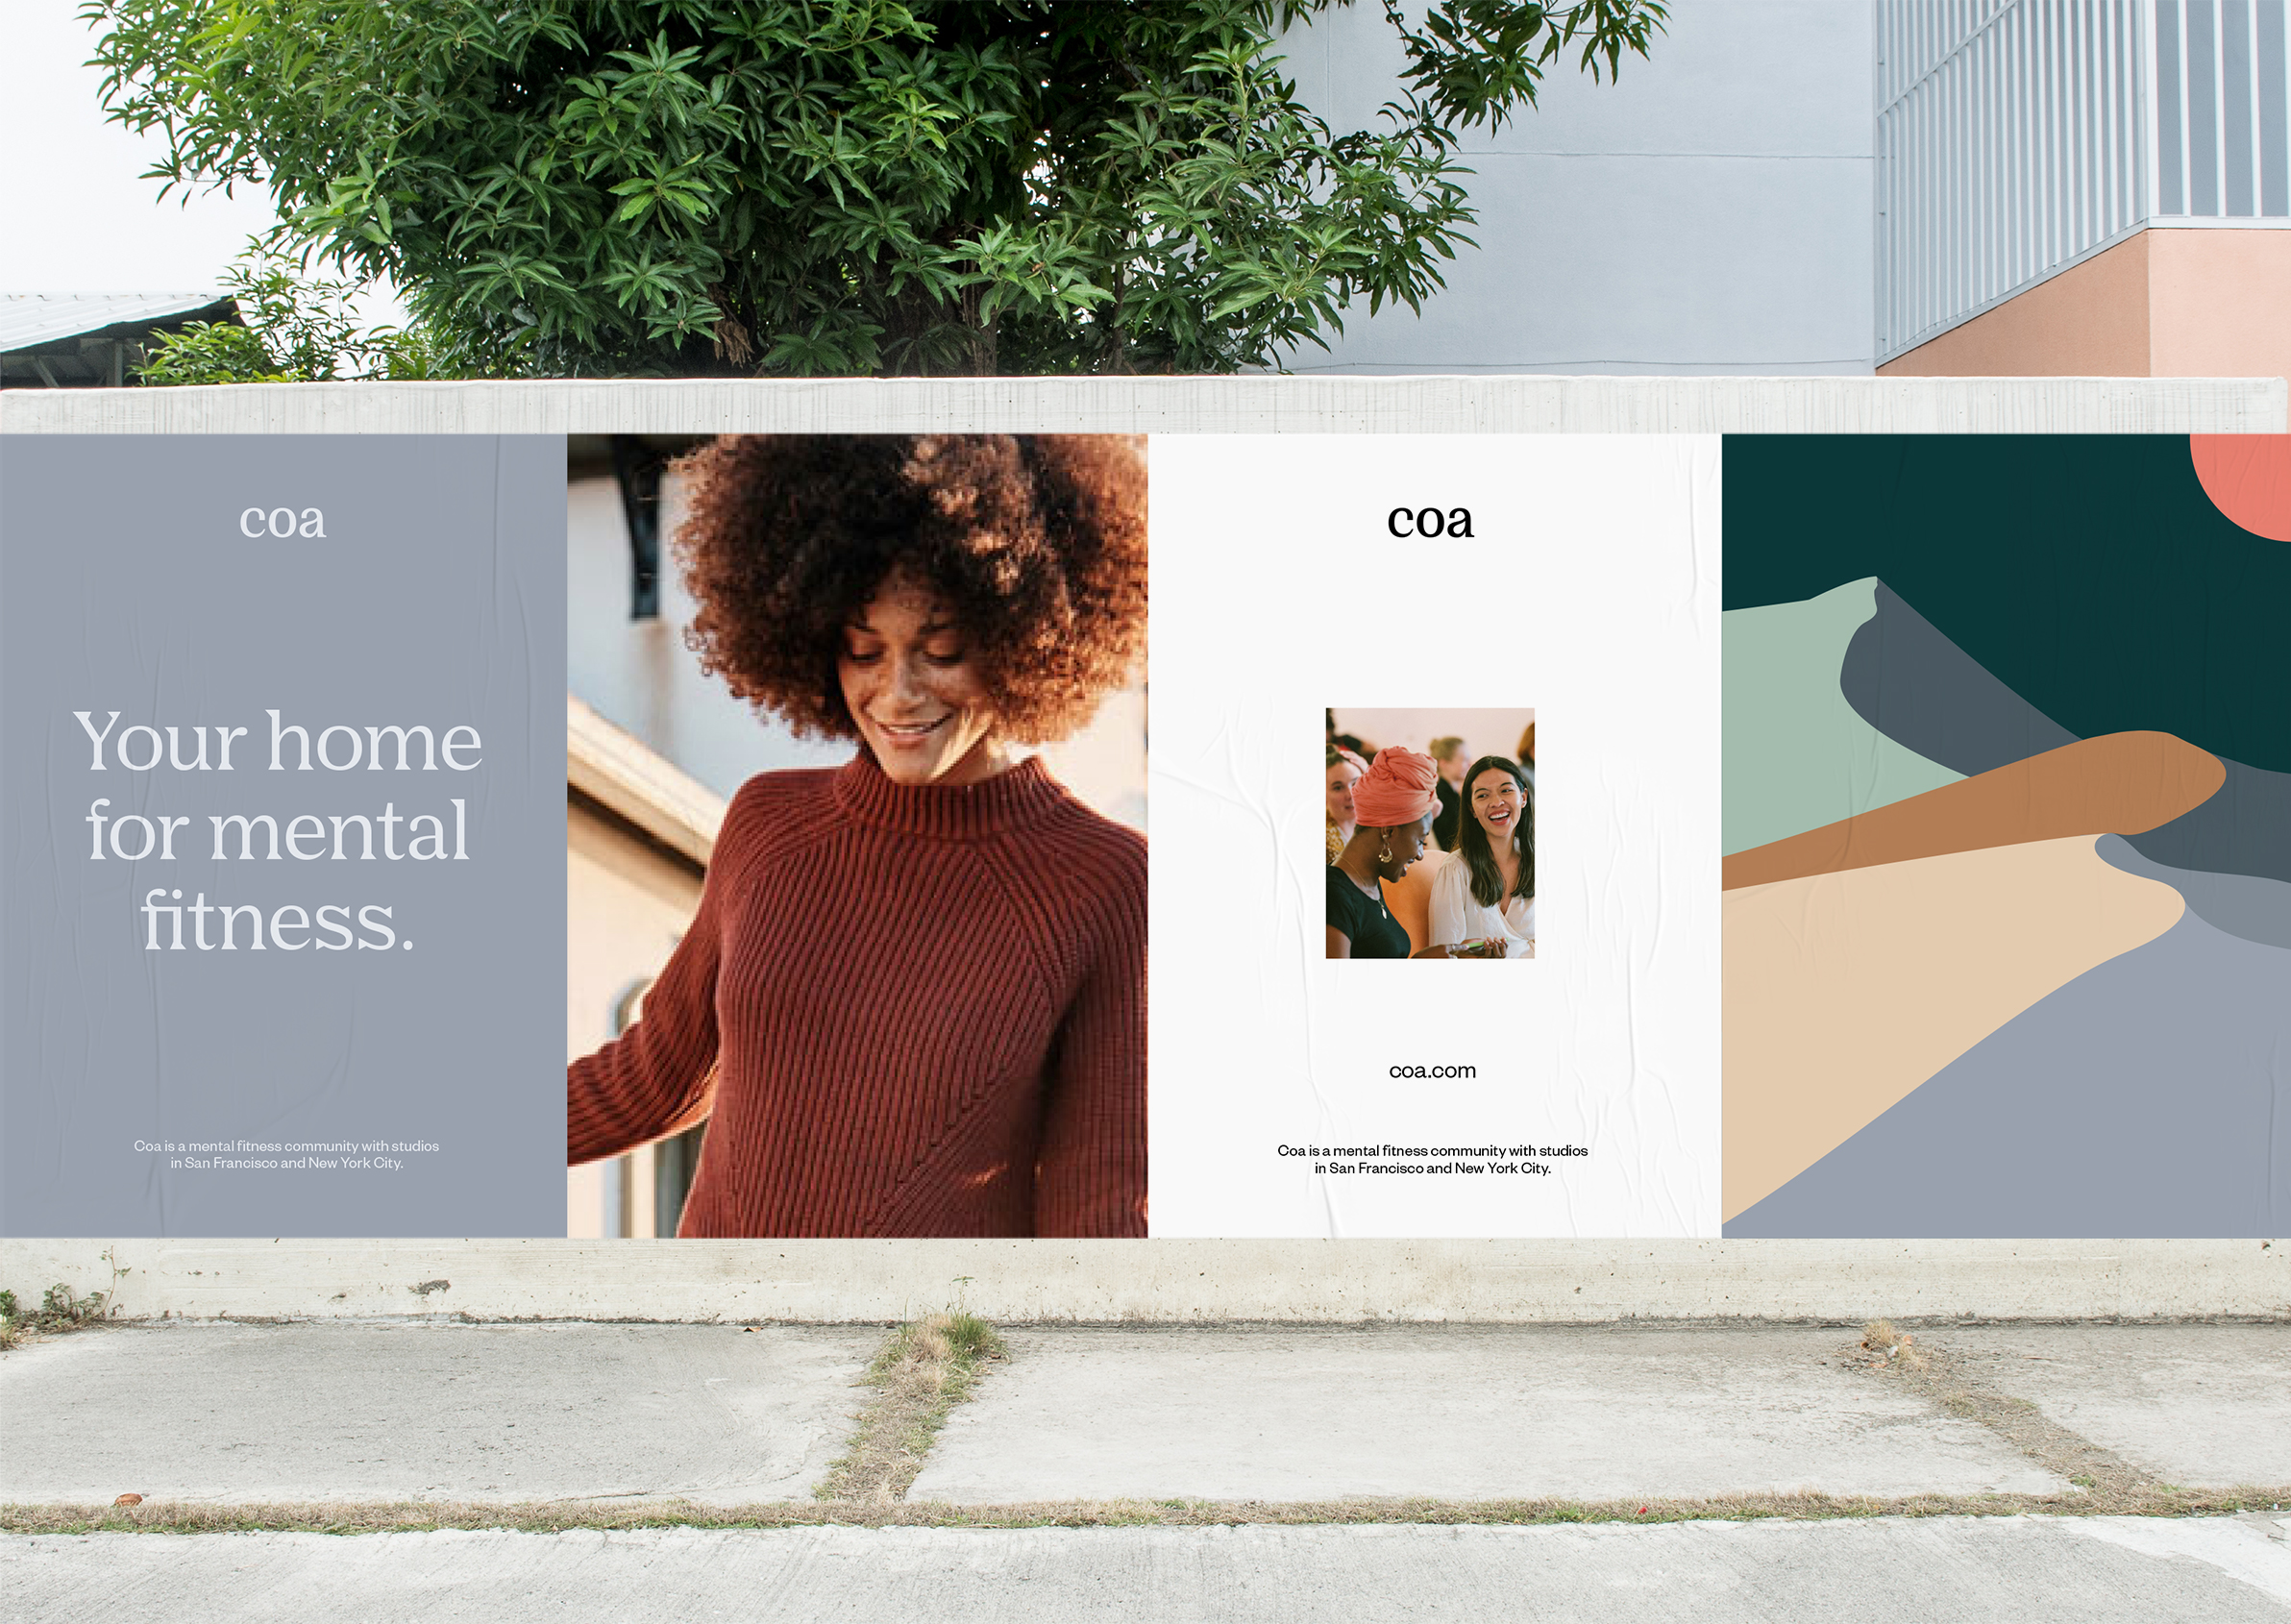 coa
Your home
for mental
fitness.
Coa is a mental fitness community with studios
in San Francisco and New York City.
coa
coa.com
Coa is a mental fitness community with studios
in San Francisco and New York City.